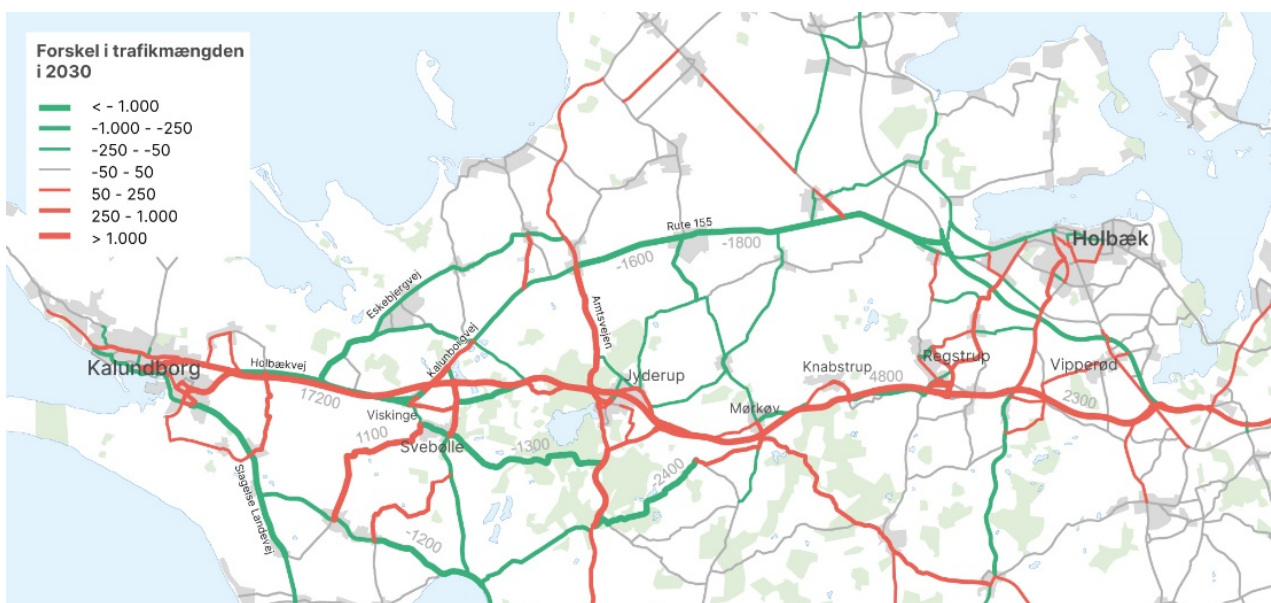 Forskel i trafikmængden
i 2030
< - 1.000
-1.000 - -250
-250 - -50
-50 - 50
50 - 250
250 - 1.000
> 1.000
Rute 155
-1600
-1800
Holbæk
Eskebjergvej
Amtsvejen
Kalunborgvej
Holbækvej
Kalundborg
17200
Jyderup
Knabstrup
4800
Regstrup
Vipperød
2300
Viskinge
Mørkøv
1100
Svebølle
-1300
-2400
Slagelse Landevej
-1200